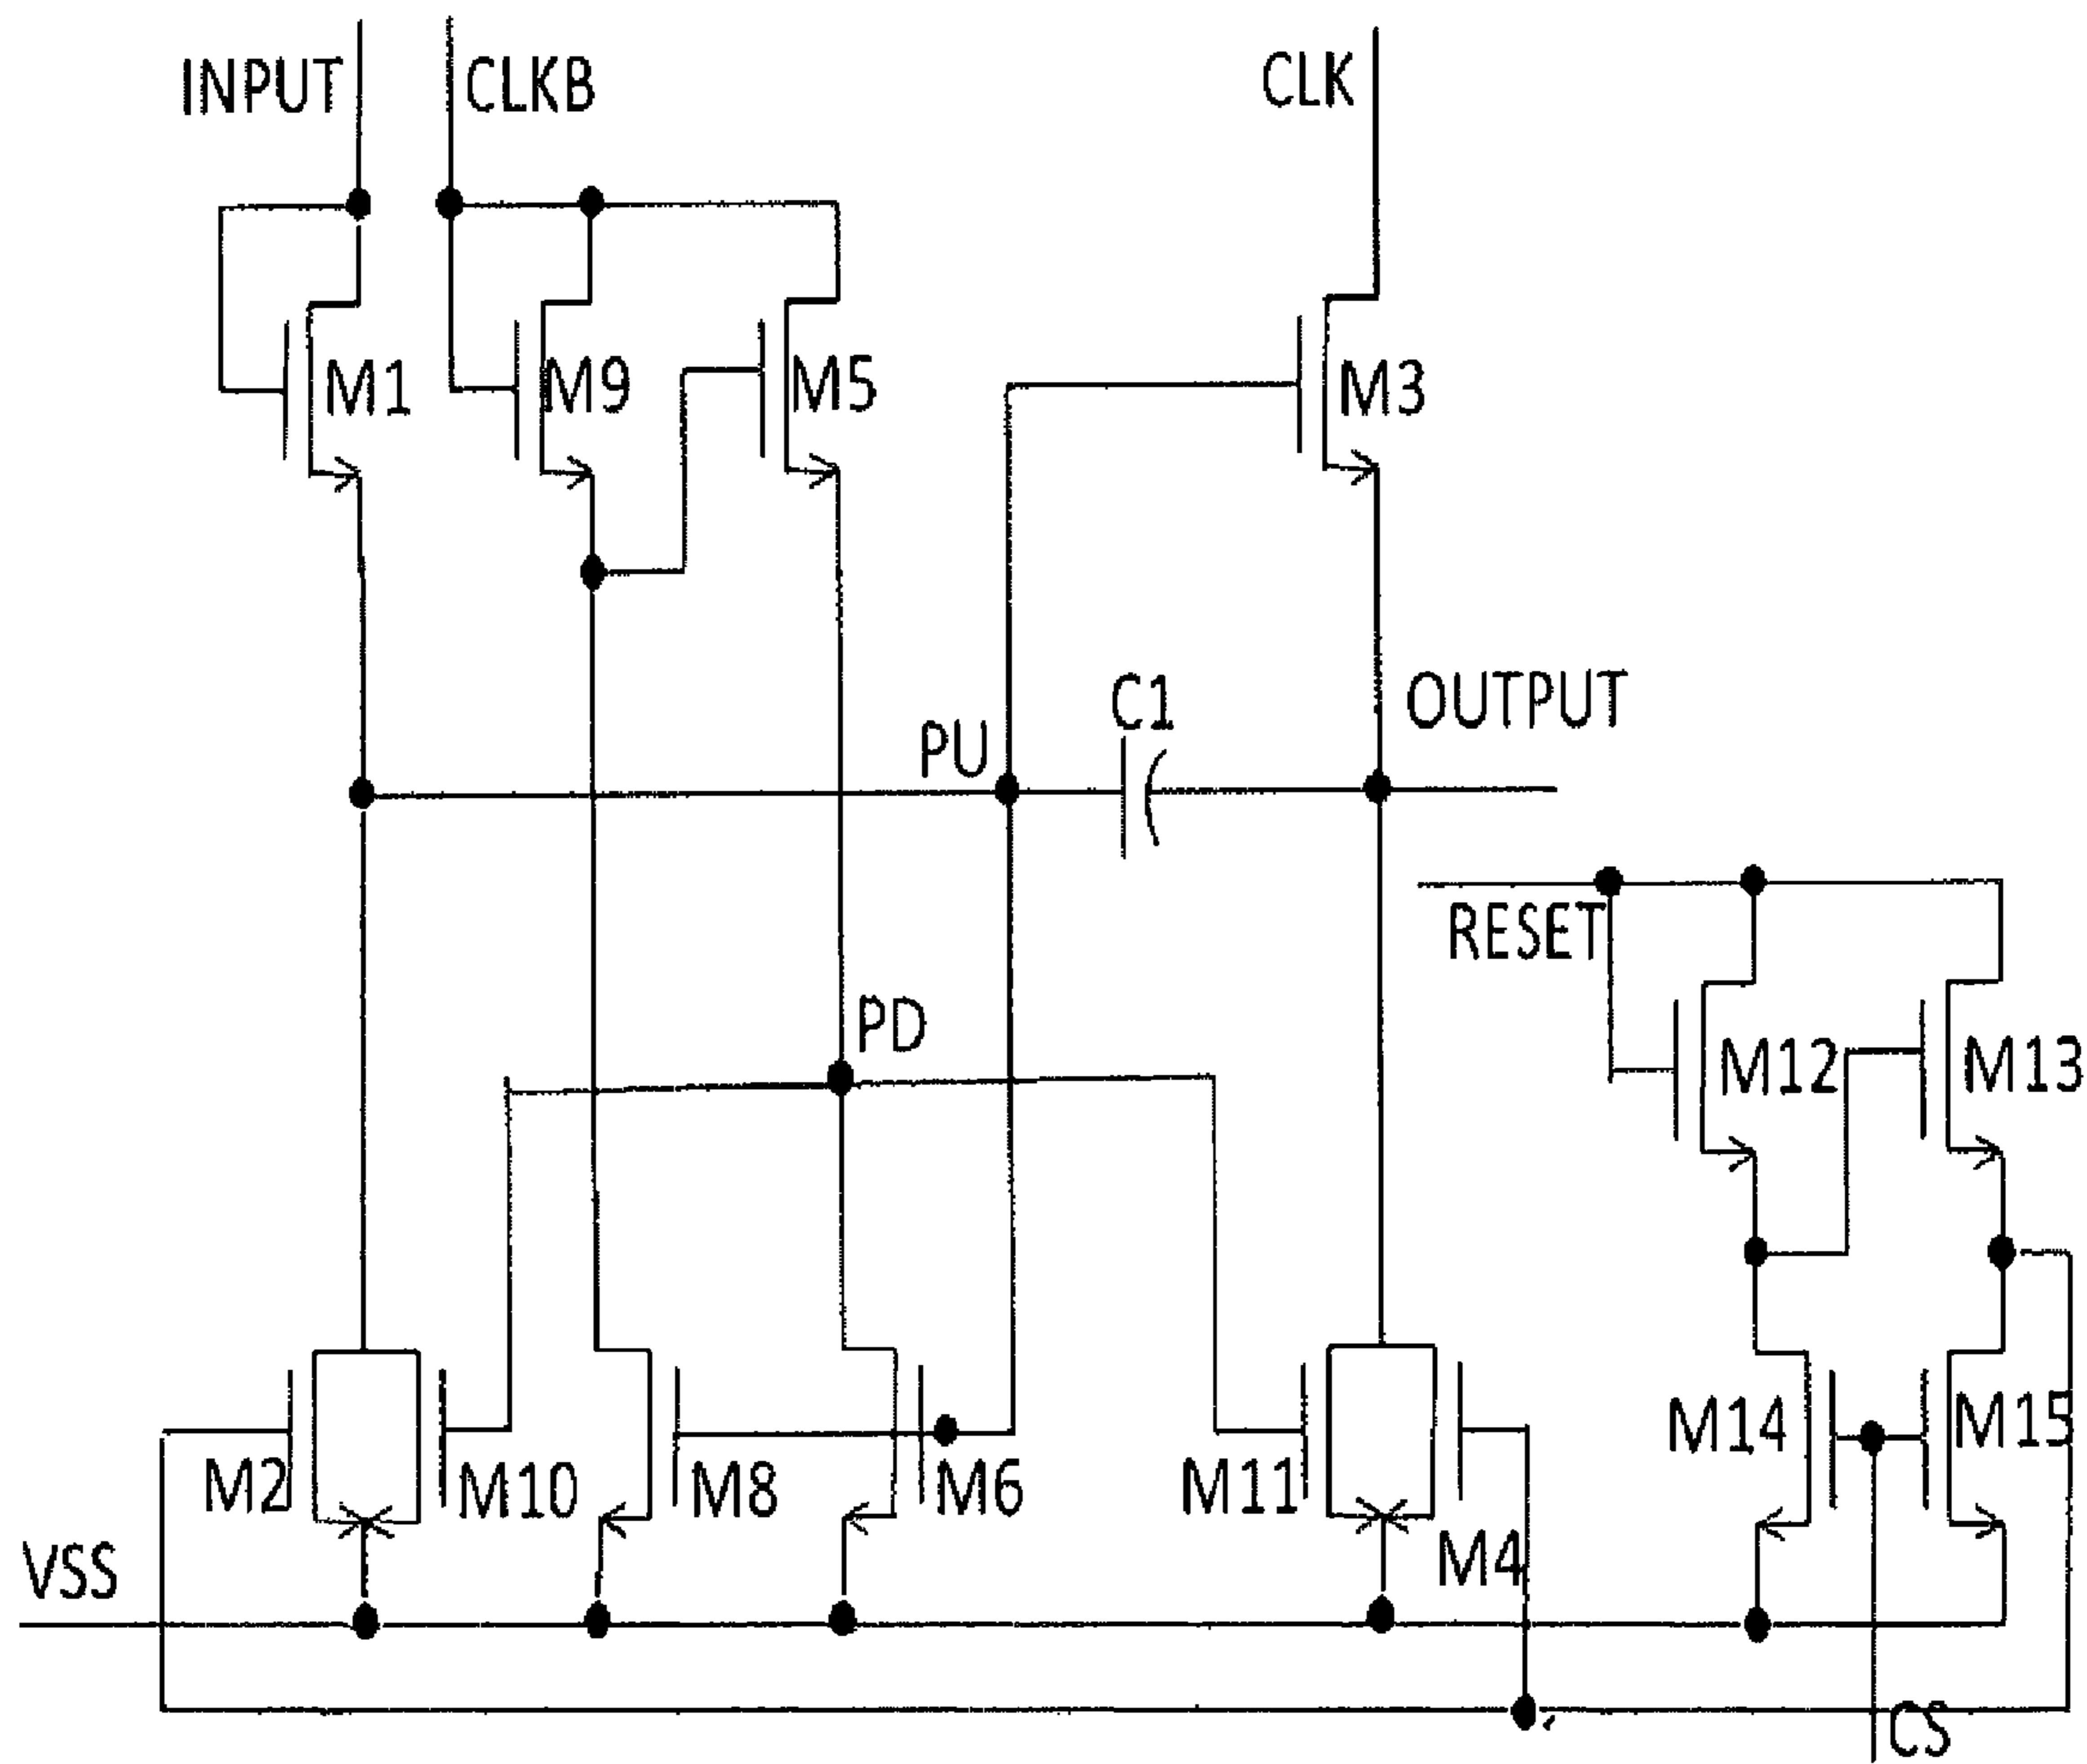 INPUT
CLKB
CLK
M1
M9
M5
M3
C1
OUTPUT
PU
RESET
PD
M12
M13
M14
M15
M2
M10
M8
M6
M11
M4
VSS
CS